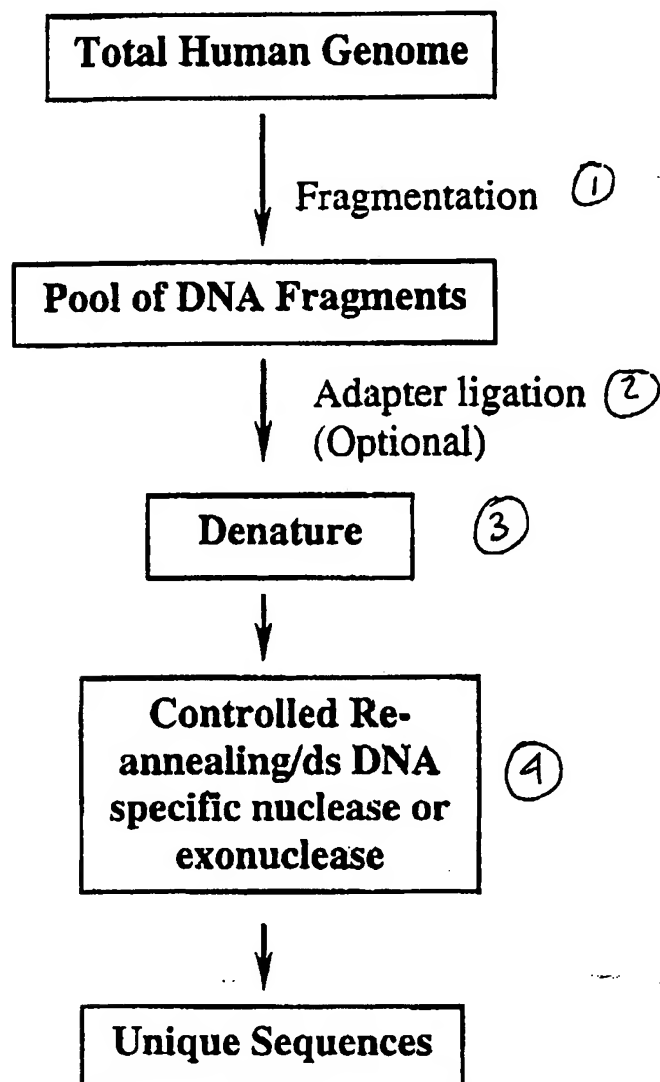 Total Human Genome
Fragmentation ①
Pool of DNA Fragments
Adapter ligation ②
(Optional)
Denature ③
Controlled Re-
annealing/ds DNA
specific nuclease or
exonuclease
④
Unique Sequences